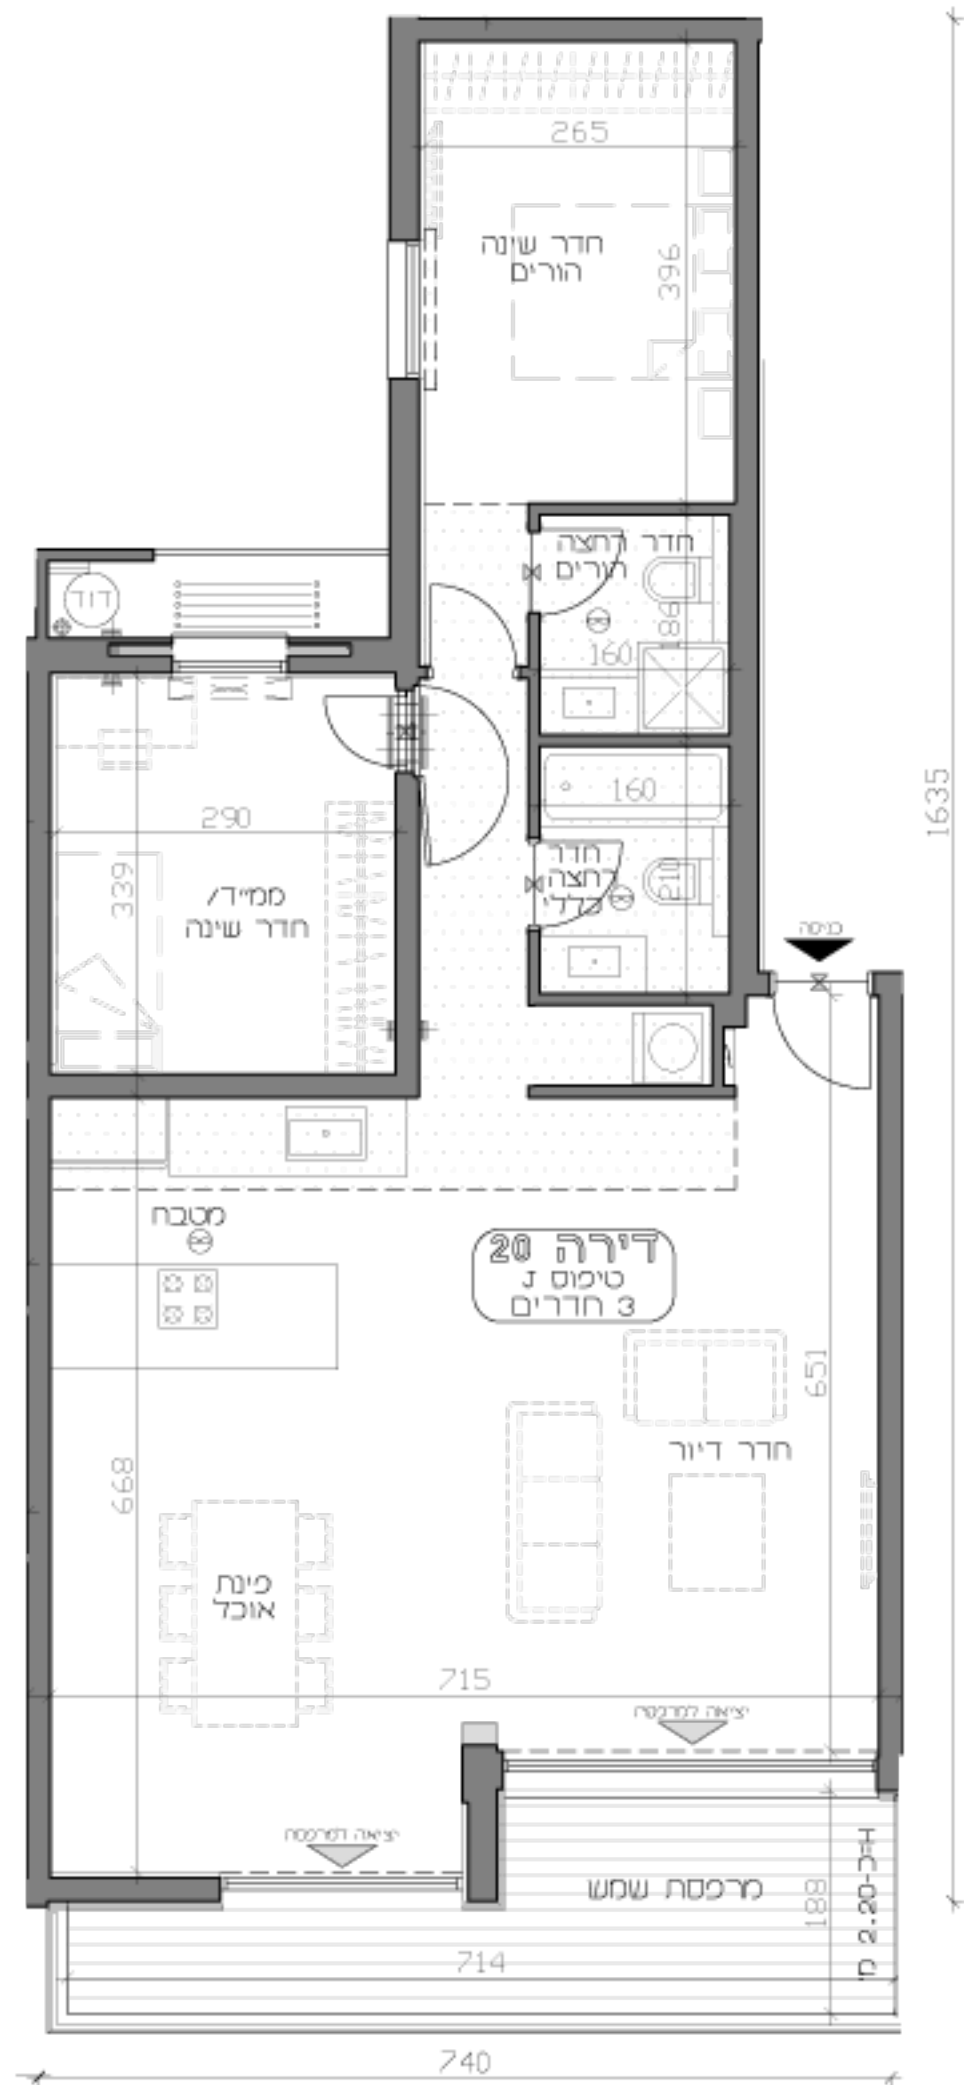 265
חדר שינה
הורים
396
חדר רחצה
הורים
186
160
דוד
160
חדר
רחצה
כללי
210
290
339
ממ״ד/
חדר שינה
1635
כניסה
מטבח
דירה 20
טיפוס J
3 חדרים
651
חדר דיור
668
פינת
אוכל
715
יציאה למרפסת
יציאה למרפסת
מרפסת שמש
188
714
740